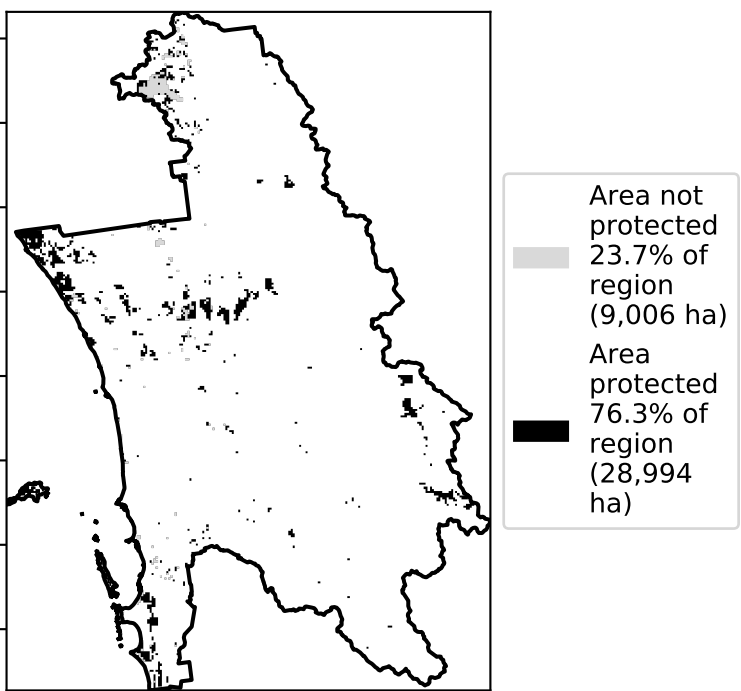 Area not
protected
23.7% of
region
(9,006 ha)
Area
protected
76.3% of
region
(28,994
ha)